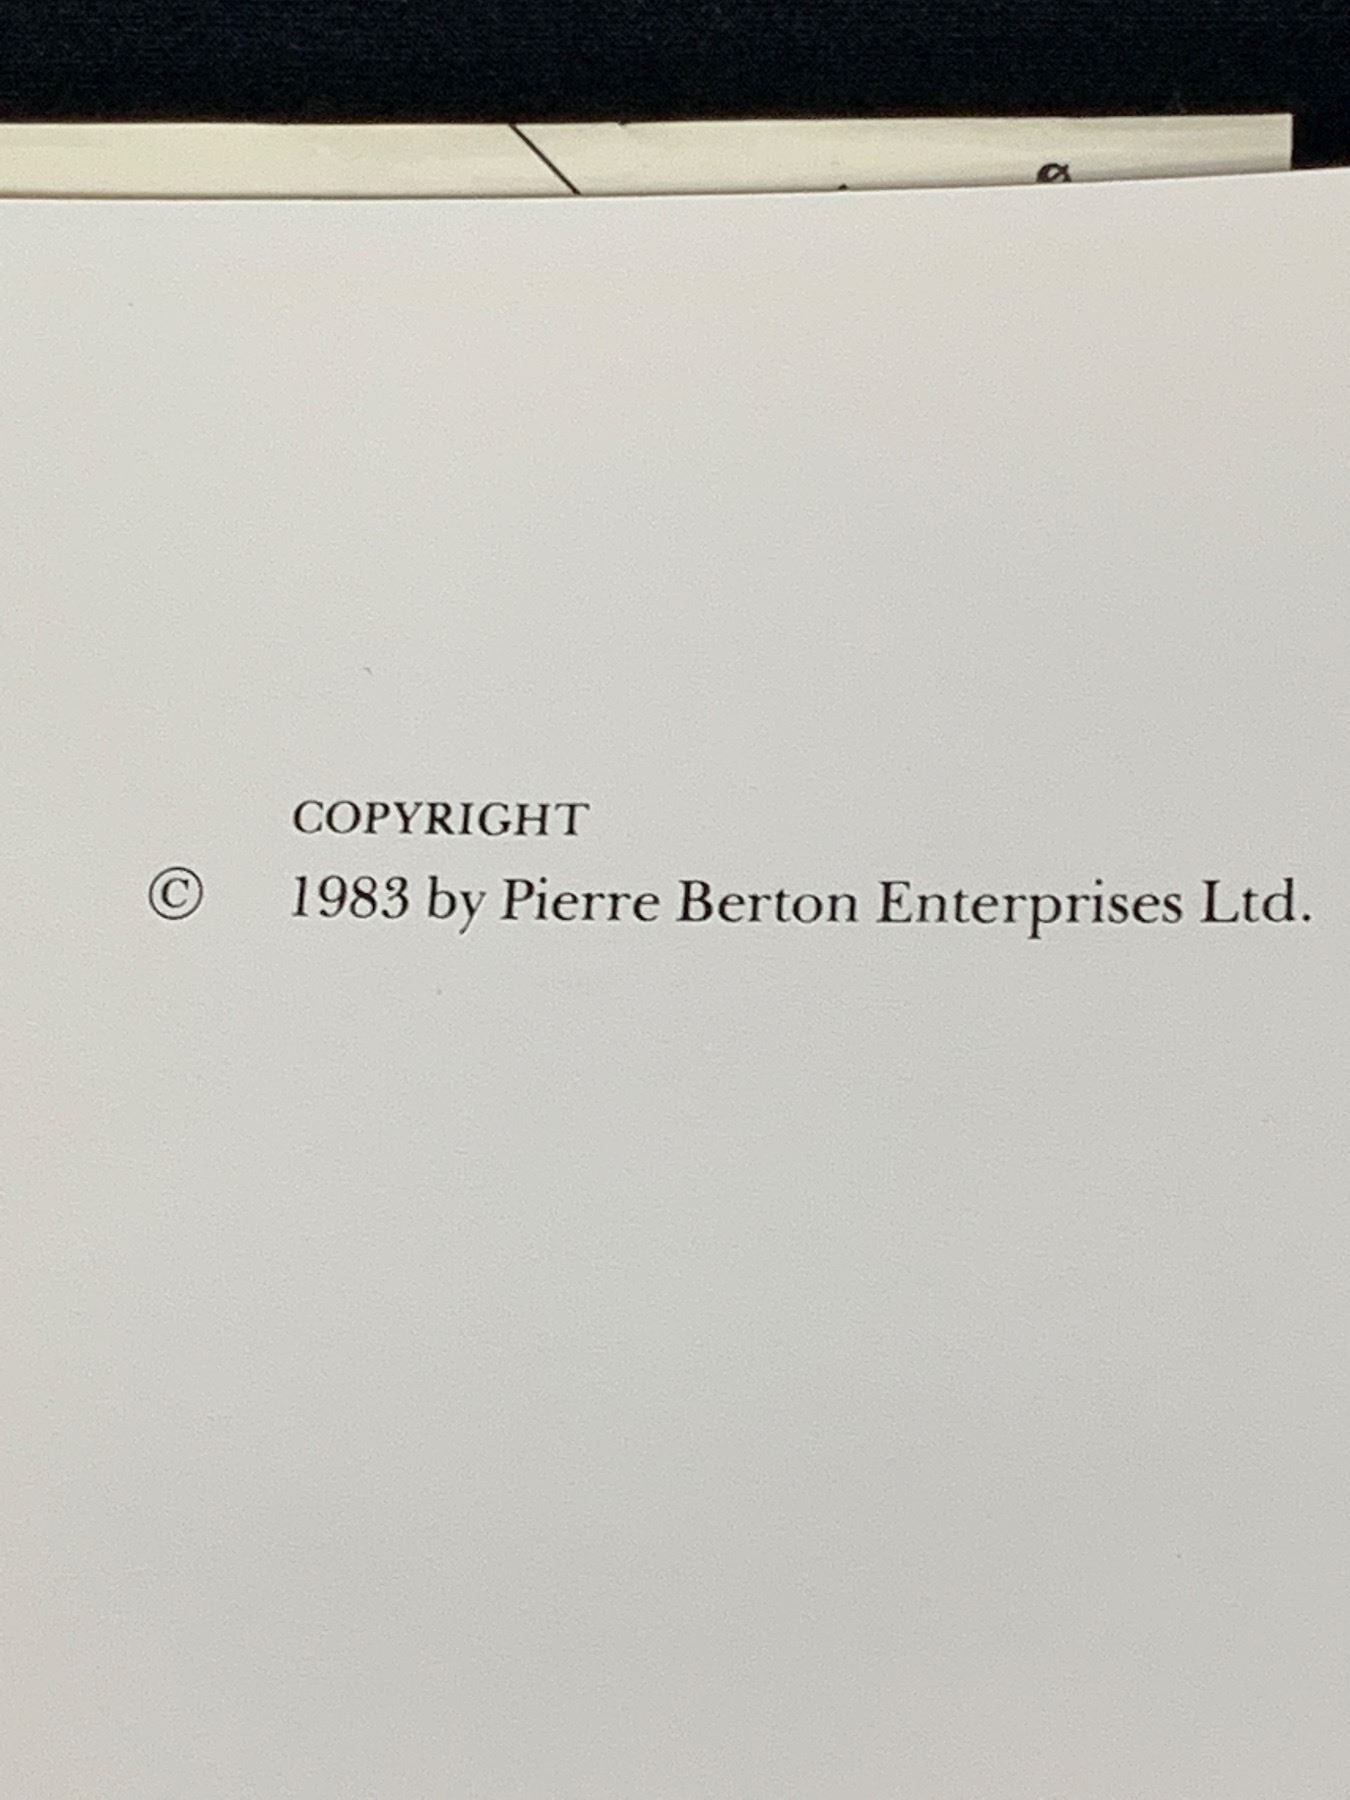 COPYRIGHT
© 1983 by Pierre Berton Enterprises Ltd.